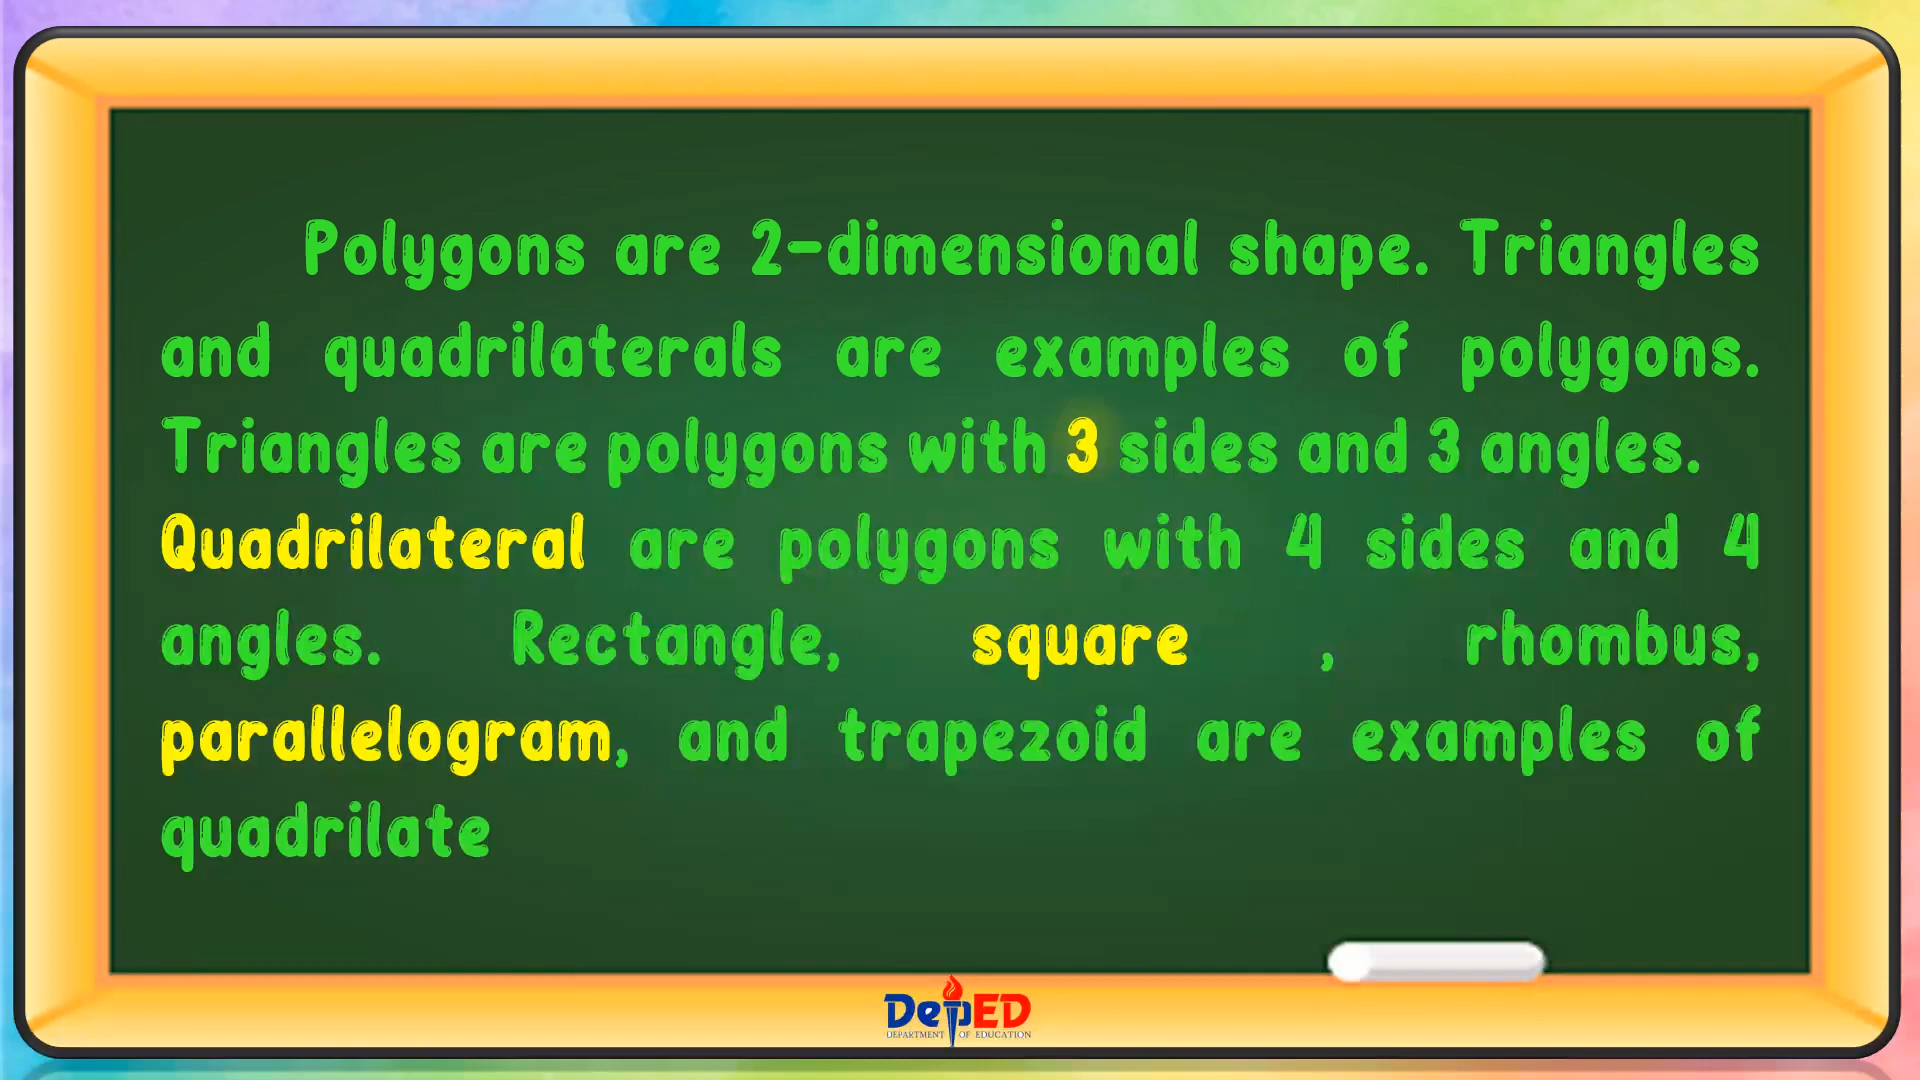 Polygons are 2-dimensional shape. Triangles
and quadrilaterals are examples of polygons.
Triangles are polygons with 3 sides and 3 angles.
Quadrilateral are polygons with 4 sides and 4
angles. Rectangle, square , rhombus,
parallelogram, and trapezoid are examples of
quadrilate
DepED
DEPARTMENT OF EDUCATION